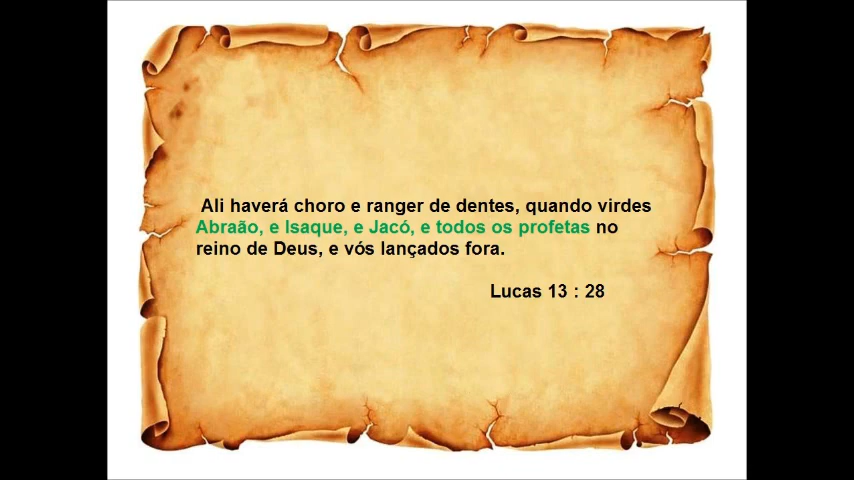 Ali haverá choro e ranger de dentes, quando virdes
Abraão, e Isaque, e Jacó, e todos os profetas no
reino de Deus, e vós lançados fora.
Lucas 13 : 28